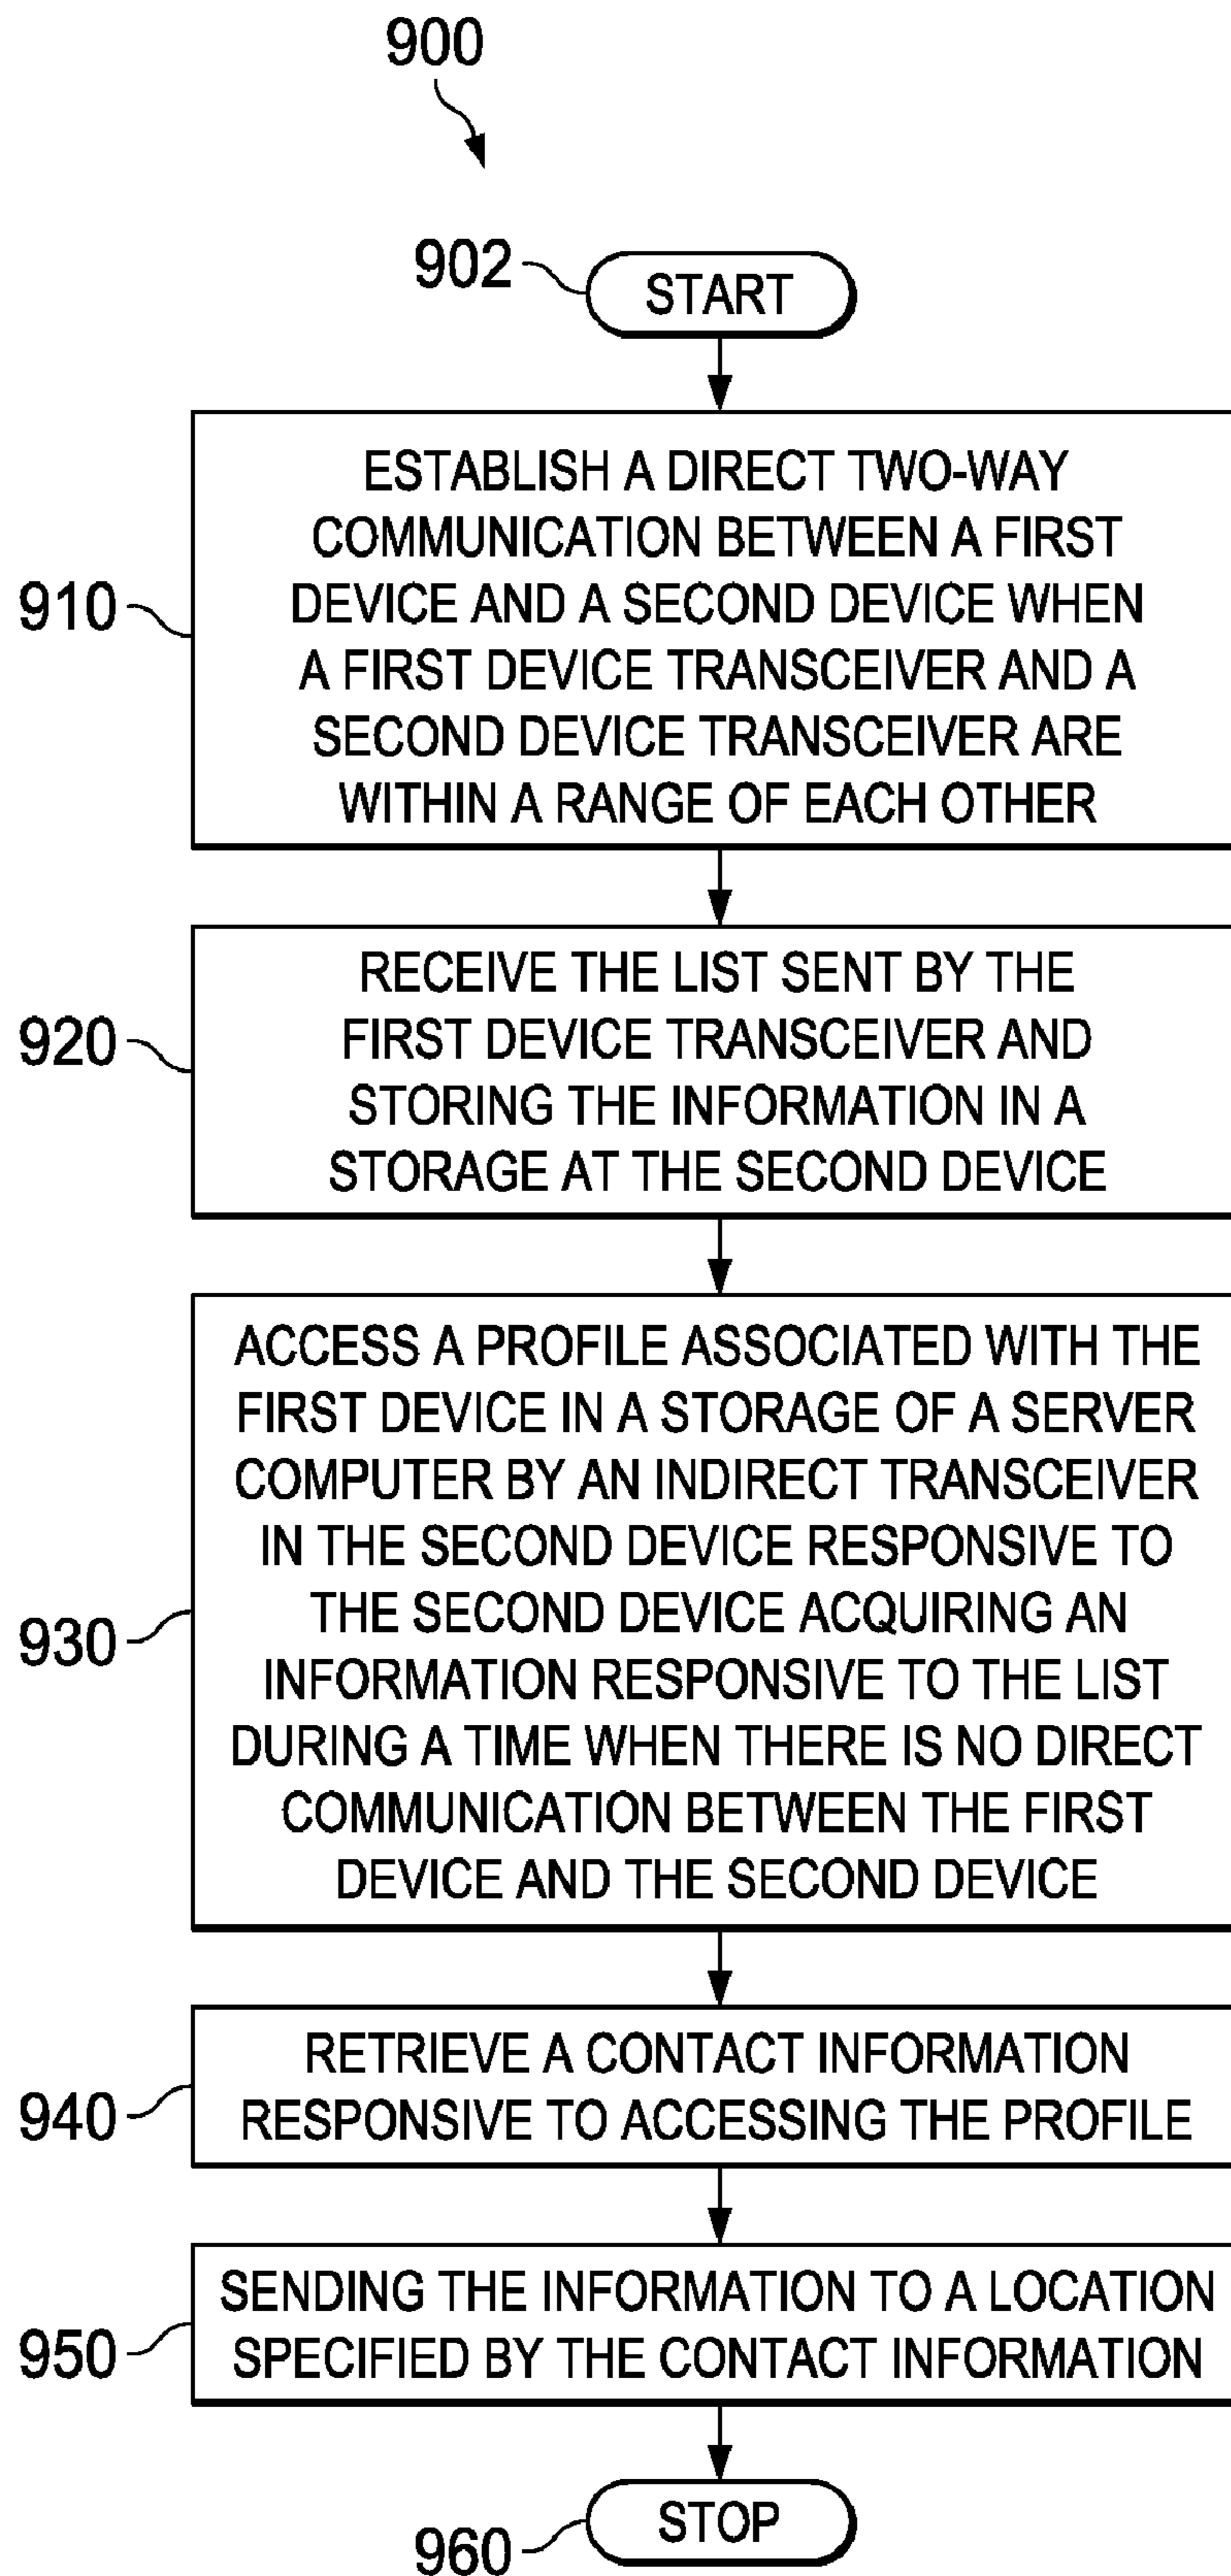 900
902
START
910
ESTABLISH A DIRECT TWO-WAY
COMMUNICATION BETWEEN A FIRST
DEVICE AND A SECOND DEVICE WHEN
A FIRST DEVICE TRANSCEIVER AND A
SECOND DEVICE TRANSCEIVER ARE
WITHIN A RANGE OF EACH OTHER
920
RECEIVE THE LIST SENT BY THE
FIRST DEVICE TRANSCEIVER AND
STORING THE INFORMATION IN A
STORAGE AT THE SECOND DEVICE
930
ACCESS A PROFILE ASSOCIATED WITH THE
FIRST DEVICE IN A STORAGE OF A SERVER
COMPUTER BY AN INDIRECT TRANSCEIVER
IN THE SECOND DEVICE RESPONSIVE TO
THE SECOND DEVICE ACQUIRING AN
INFORMATION RESPONSIVE TO THE LIST
DURING A TIME WHEN THERE IS NO DIRECT
COMMUNICATION BETWEEN THE FIRST
DEVICE AND THE SECOND DEVICE
940
RETRIEVE A CONTACT INFORMATION
RESPONSIVE TO ACCESSING THE PROFILE
950
SENDING THE INFORMATION TO A LOCATION
SPECIFIED BY THE CONTACT INFORMATION
960
STOP